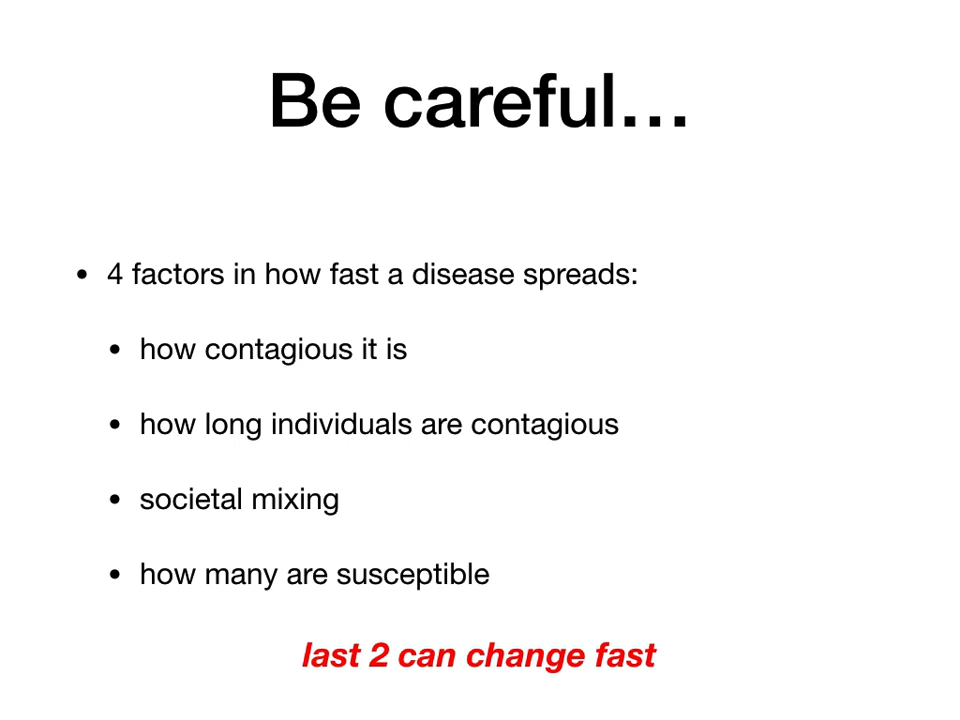 Be careful…
• 4 factors in how fast a disease spreads:
• how contagious it is
• how long individuals are contagious
• societal mixing
• how many are susceptible
last 2 can change fast